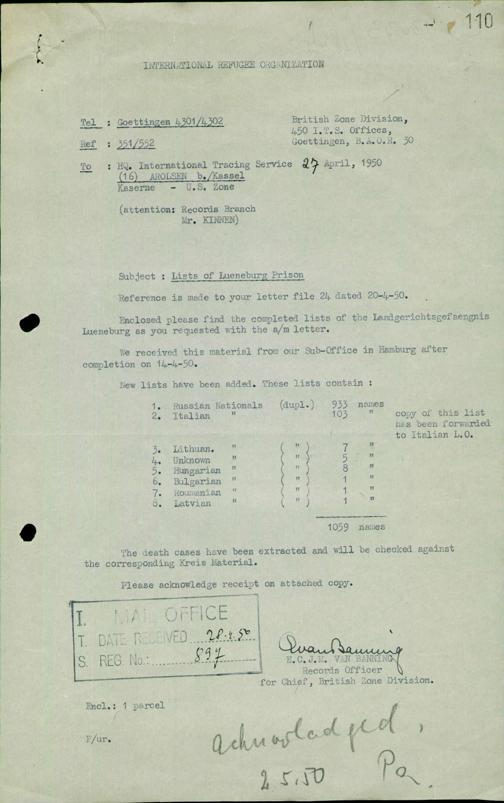 110
INTERNATIONAL REFUGEE ORGANIZATION
Tel : Goettingen 4301/4302
British Zone Division,
450 I.T.S. Offices,
Goettingen, B.A.O.R. 30
Ref : 351/552
To : HQ. International Tracing Service 27 April, 1950
(16) AROLSEN b./Kassel
Kaserne - U.S. Zone
(attention: Records Branch
Mr. KINNEN)
Subject : Lists of Lueneburg Prison
Reference is made to your letter file 24 dated 20-4-50.
Enclosed please find the completed lists of the Landgerichtsgefaengnis
Lueneburg as you requested with the a/m letter.
We received this material from our Sub-Office in Hamburg after
completion on 14-4-50.
New lists have been added. These lists contain :
1. Russian Nationals (dupl.) 933 names
2. Italian " 103 " copy of this list
has been forwarded
to Italian L.O.
3. Lithuan. " ( " ) 7 "
4. Unknown " ( " ) 5 "
5. Hungarian " ( " ) 8 "
6. Bulgarian " ( " ) 1 "
7. Roumanian " ( " ) 1 "
8. Latvian " ( " ) 1 "
1059 names
The death cases have been extracted and will be checked against
the corresponding Kreis Material.
Please acknowledge receipt on attached copy.
I. MAIL OFFICE
T. DATE RECEIVED 28.4.50
S. REG. No.: 597
EvanBanning
E.C.J.M. VAN BANNING
Records Officer
for Chief, British Zone Division.
Encl.: 1 parcel
F/ur.
Acknowledged,
2 5.50 Pa.